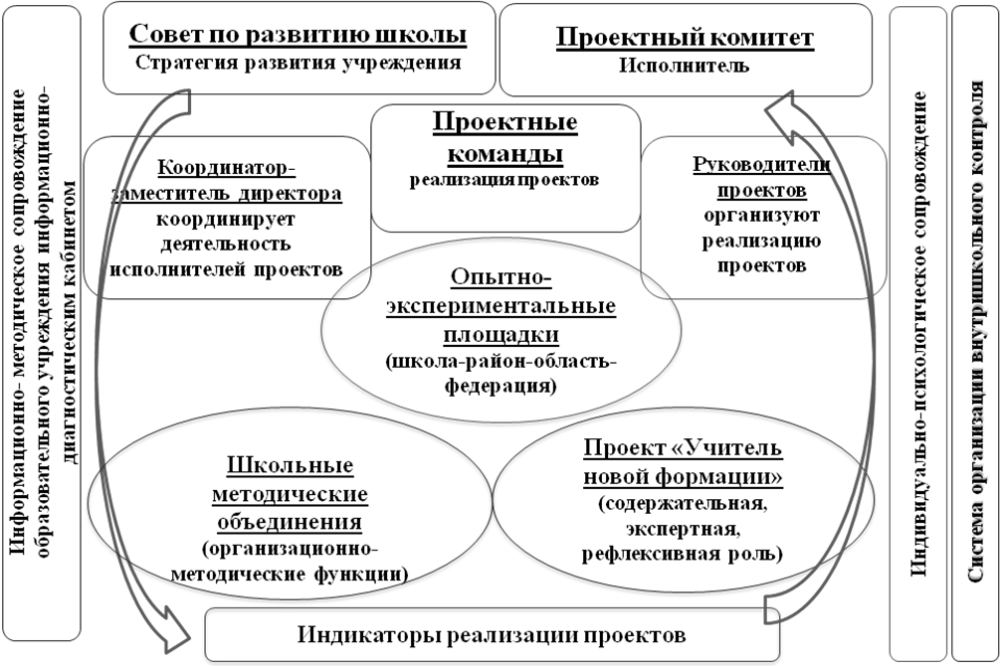 Информационно- методическое сопровождение
образовательного учреждения информационно-
диагностическим кабинетом
Совет по развитию школы
Стратегия развития учреждения
Проектный комитет
Исполнитель
Проектные
команды
реализация проектов
Координатор-
заместитель директора
координирует
деятельность
исполнителей проектов
Руководители
проектов
организуют
реализацию
проектов
Опытно-
экспериментальные
площадки
(школа-район-область-
федерация)
Школьные
методические
объединения
(организационно-
методические функции)
Проект «Учитель
новой формации»
(содержательная,
экспертная,
рефлексивная роль)
Индикаторы реализации проектов
Индивидуально-психологическое сопровождение
Система организации внутришкольного контроля